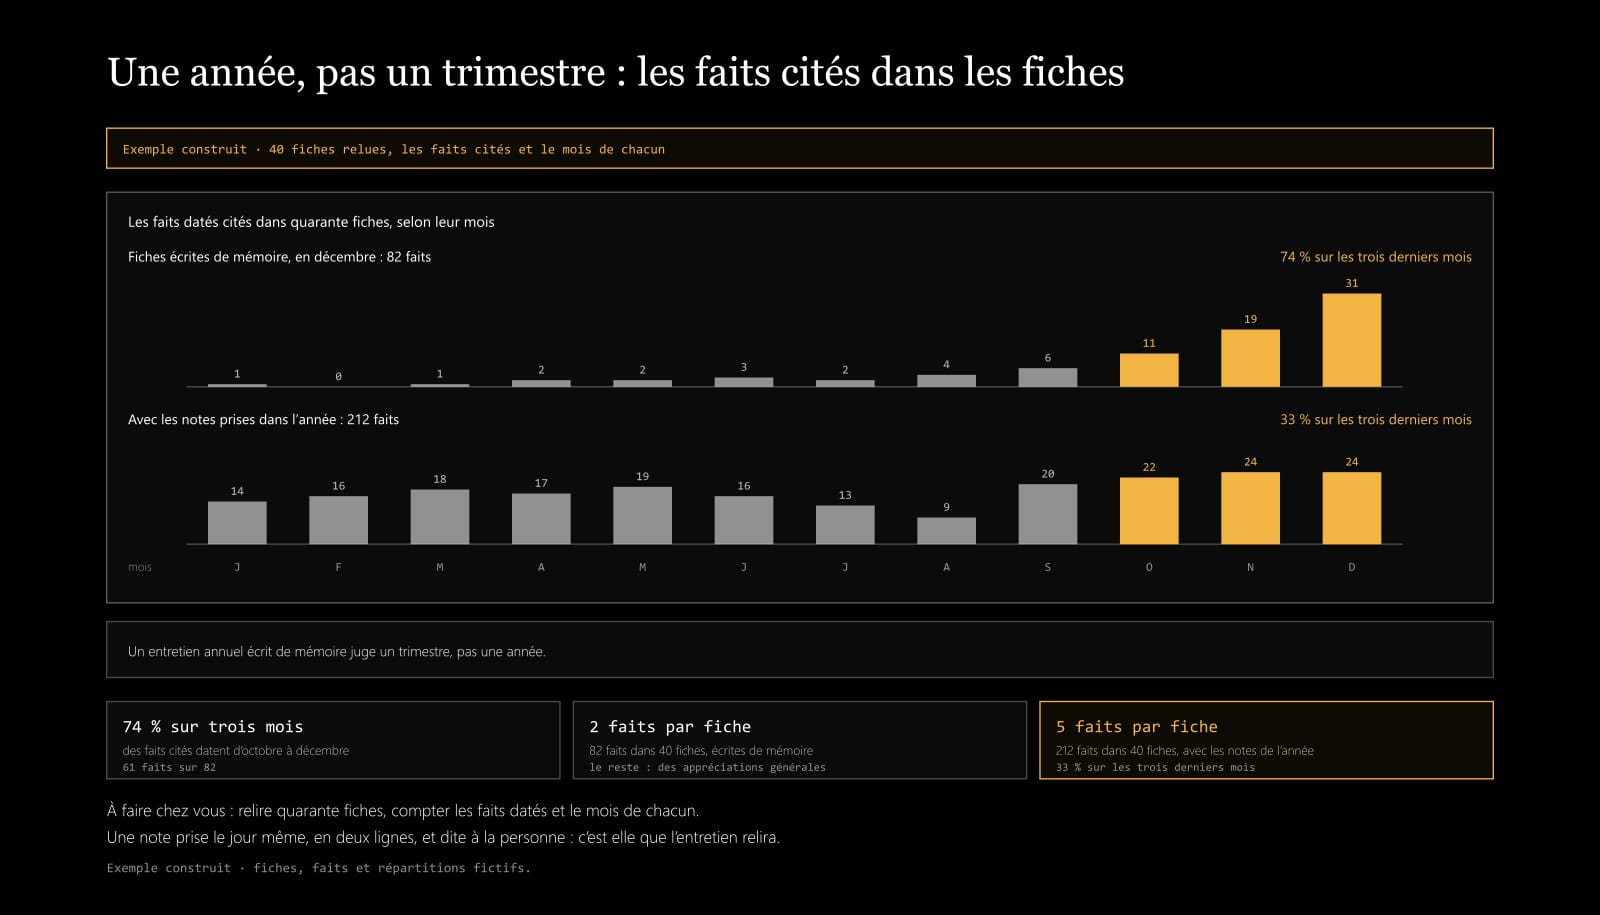 Une année, pas un trimestre : les faits cités dans les fiches
Exemple construit · 40 fiches relues, les faits cités et le mois de chacun
Les faits datés cités dans quarante fiches, selon leur mois
Fiches écrites de mémoire, en décembre : 82 faits
74 % sur les trois derniers mois
1 0 1 2 2 3 2 4 6 11 19 31
Avec les notes prises dans l’année : 212 faits
33 % sur les trois derniers mois
14 16 18 17 19 16 13 9 20 22 24 24
mois J F M A M J J A S O N D
Un entretien annuel écrit de mémoire juge un trimestre, pas une année.
74 % sur trois mois
des faits cités datent d’octobre à décembre
61 faits sur 82
2 faits par fiche
82 faits dans 40 fiches, écrites de mémoire
le reste : des appréciations générales
5 faits par fiche
212 faits dans 40 fiches, avec les notes de l’année
33 % sur les trois derniers mois
À faire chez vous : relire quarante fiches, compter les faits datés et le mois de chacun.
Une note prise le jour même, en deux lignes, et dite à la personne : c’est elle que l’entretien relira.
Exemple construit · fiches, faits et répartitions fictifs.